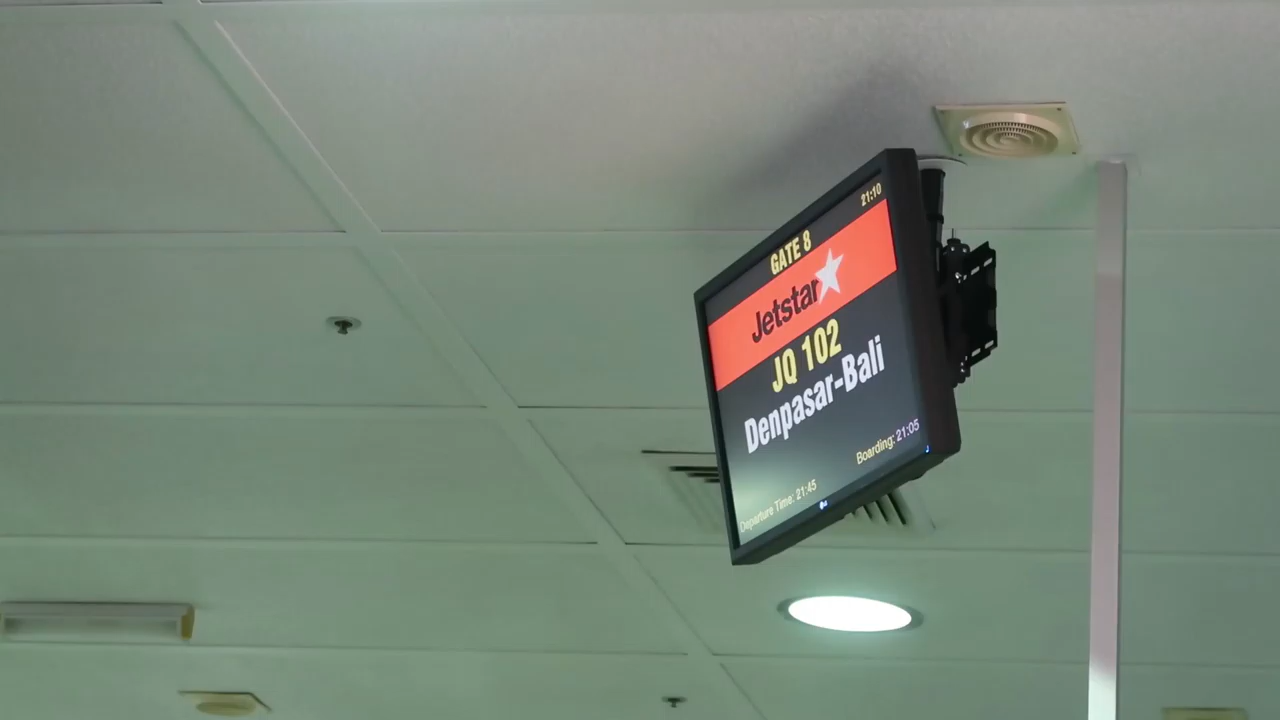 21:10
GATE 8
Jetstar
JQ 102
Denpasar-Bali
Departure Time: 21:45
Boarding: 21:05